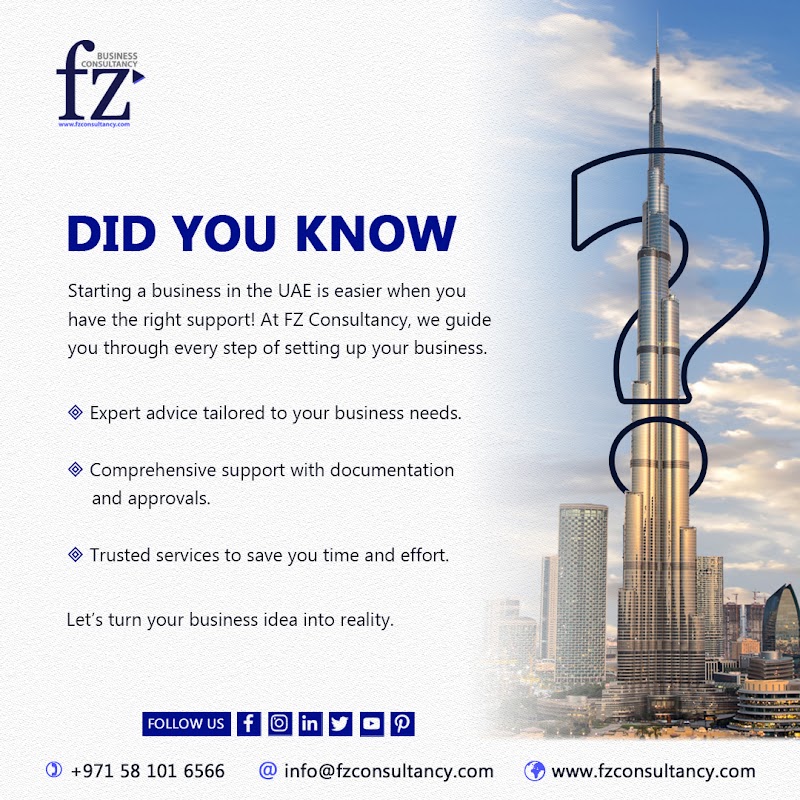 BUSINESS
CONSULTANCY
fz
www.fzconsultancy.com
DID YOU KNOW
?
Starting a business in the UAE is easier when you
have the right support! At FZ Consultancy, we guide
you through every step of setting up your business.
Expert advice tailored to your business needs.
Comprehensive support with documentation
and approvals.
Trusted services to save you time and effort.
Let’s turn your business idea into reality.
FOLLOW US
+971 58 101 6566
@ info@fzconsultancy.com
www.fzconsultancy.com